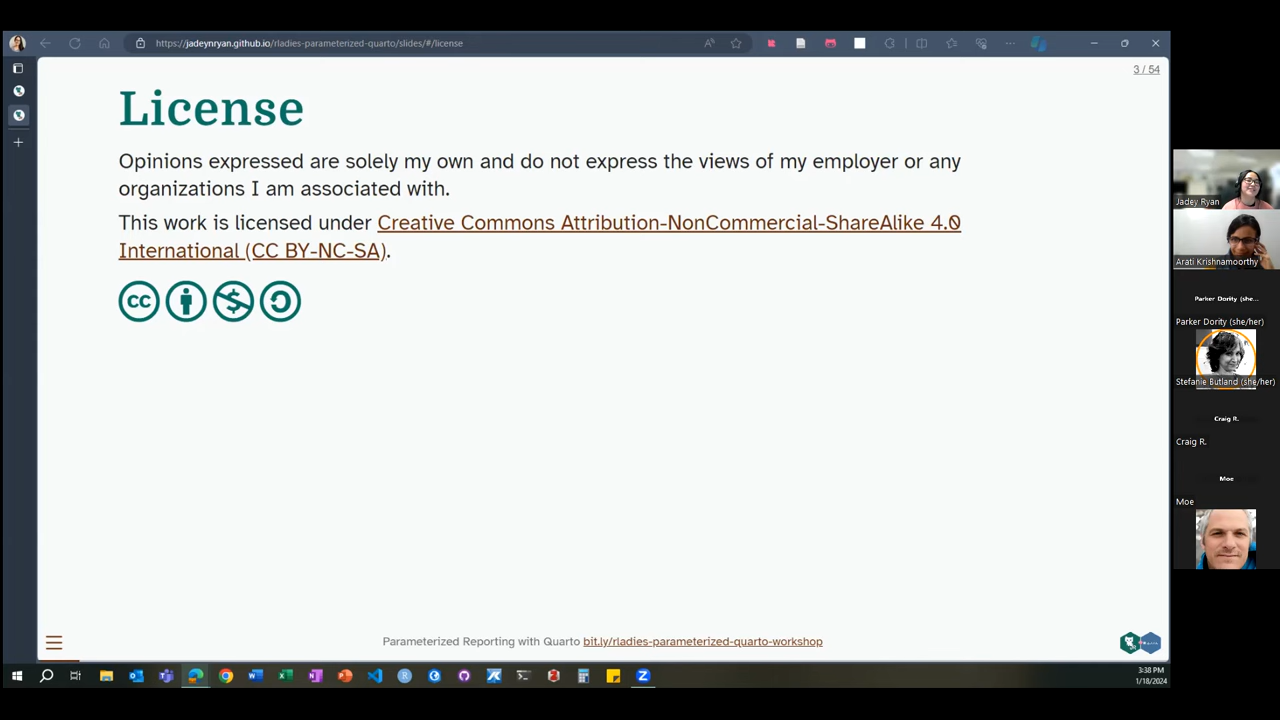 https://jadeynryan.github.io/rladies-parameterized-quarto/slides/#/license
3 / 54
License
Opinions expressed are solely my own and do not express the views of my employer or any
organizations I am associated with.
This work is licensed under Creative Commons Attribution-NonCommercial-ShareAlike 4.0
International (CC BY-NC-SA).
Parameterized Reporting with Quarto bit.ly/rladies-parameterized-quarto-workshop
3:38 PM
1/18/2024
Jadey Ryan
Arati Krishnamoorthy
Parker Dority (she...
Parker Dority (she/her)
Stefanie Butland (she/her)
Craig R.
Craig R.
Moe
Moe